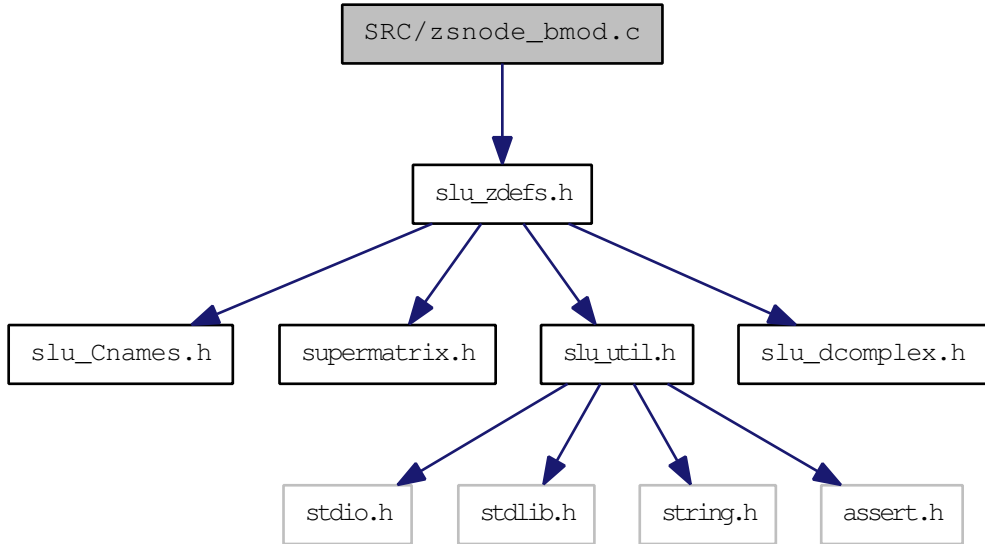 SRC/zsnode_bmod.c
slu_zdefs.h
slu_Cnames.h
supermatrix.h
slu_util.h
slu_dcomplex.h
stdio.h
stdlib.h
string.h
assert.h